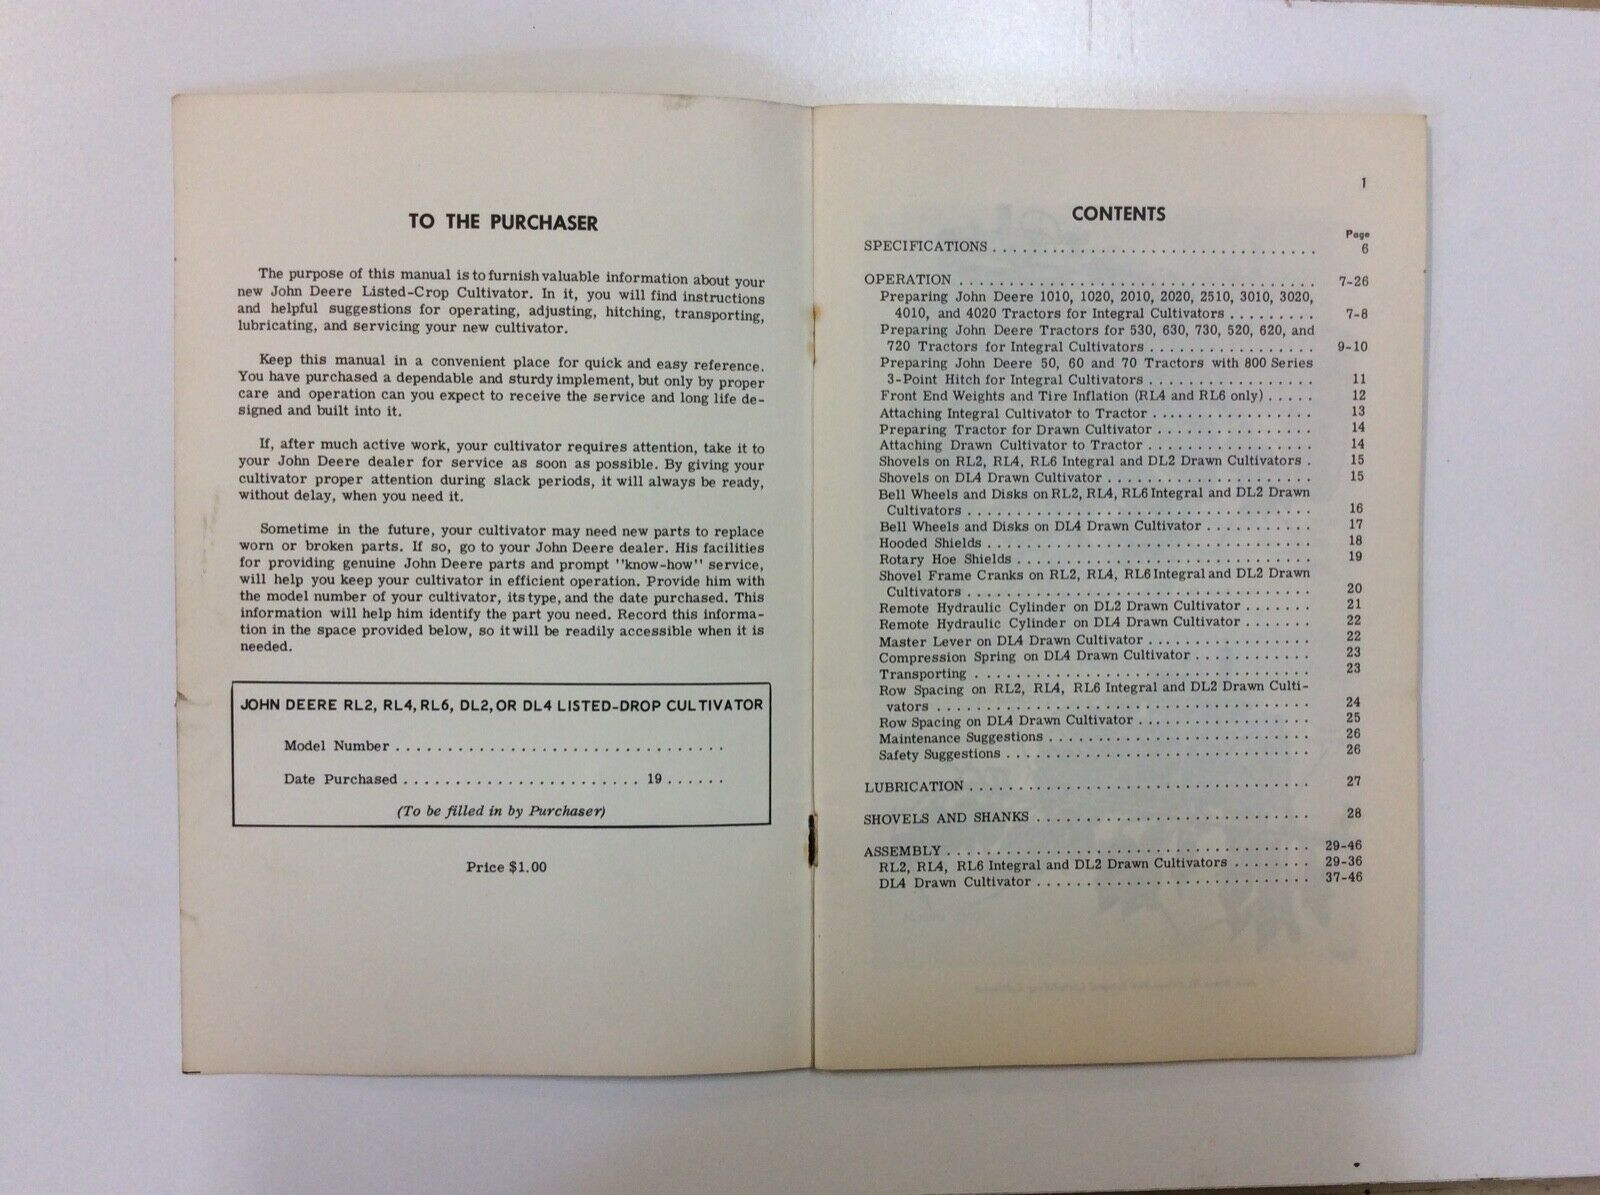 TO THE PURCHASER
The purpose of this manual is to furnish valuable information about your
new John Deere Listed-Crop Cultivator. In it, you will find instructions
and helpful suggestions for operating, adjusting, hitching, transporting,
lubricating, and servicing your new cultivator.
Keep this manual in a convenient place for quick and easy reference.
You have purchased a dependable and sturdy implement, but only by proper
care and operation can you expect to receive the service and long life de-
signed and built into it.
If, after much active work, your cultivator requires attention, take it to
your John Deere dealer for service as soon as possible. By giving your
cultivator proper attention during slack periods, it will always be ready,
without delay, when you need it.
Sometime in the future, your cultivator may need new parts to replace
worn or broken parts. If so, go to your John Deere dealer. His facilities
for providing genuine John Deere parts and prompt "know-how" service,
will help you keep your cultivator in efficient operation. Provide him with
the model number of your cultivator, its type, and the date purchased. This
information will help him identify the part you need. Record this informa-
tion in the space provided below, so it will be readily accessible when it is
needed.
JOHN DEERE RL2, RL4, RL6, DL2, OR DL4 LISTED-DROP CULTIVATOR
Model Number . . . . . . . . . . . . . . . . . . . . . . . . . . . . . . . .
Date Purchased . . . . . . . . . . . . . . . . . . . . . . . 19 . . . . . .
(To be filled in by Purchaser)
Price $1.00
1
CONTENTS
Page
SPECIFICATIONS . . . . . . . . . . . . . . . . . . . . . . . . . . . . . . . . 6
OPERATION . . . . . . . . . . . . . . . . . . . . . . . . . . . . . . . . . . . 7-26
Preparing John Deere 1010, 1020, 2010, 2020, 2510, 3010, 3020,
4010, and 4020 Tractors for Integral Cultivators . . . . . . . . . 7-8
Preparing John Deere Tractors for 530, 630, 730, 520, 620, and
720 Tractors for Integral Cultivators . . . . . . . . . . . . . . . . . 9-10
Preparing John Deere 50, 60 and 70 Tractors with 800 Series
3-Point Hitch for Integral Cultivators . . . . . . . . . . . . . . . . . 11
Front End Weights and Tire Inflation (RL4 and RL6 only) . . . . . 12
Attaching Integral Cultivator to Tractor . . . . . . . . . . . . . . . . 13
Preparing Tractor for Drawn Cultivator . . . . . . . . . . . . . . . . 14
Attaching Drawn Cultivator to Tractor . . . . . . . . . . . . . . . . . 14
Shovels on RL2, RL4, RL6 Integral and DL2 Drawn Cultivators . 15
Shovels on DL4 Drawn Cultivator . . . . . . . . . . . . . . . . . . . . . 15
Bell Wheels and Disks on RL2, RL4, RL6 Integral and DL2 Drawn
Cultivators . . . . . . . . . . . . . . . . . . . . . . . . . . . . . . . . . . 16
Bell Wheels and Disks on DL4 Drawn Cultivator . . . . . . . . . . . 17
Hooded Shields . . . . . . . . . . . . . . . . . . . . . . . . . . . . . . . . 18
Rotary Hoe Shields . . . . . . . . . . . . . . . . . . . . . . . . . . . . . 19
Shovel Frame Cranks on RL2, RL4, RL6 Integral and DL2 Drawn
Cultivators . . . . . . . . . . . . . . . . . . . . . . . . . . . . . . . . . . 20
Remote Hydraulic Cylinder on DL2 Drawn Cultivator . . . . . . . 21
Remote Hydraulic Cylinder on DL4 Drawn Cultivator . . . . . . . 22
Master Lever on DL4 Drawn Cultivator . . . . . . . . . . . . . . . . 22
Compression Spring on DL4 Drawn Cultivator . . . . . . . . . . . . 23
Transporting . . . . . . . . . . . . . . . . . . . . . . . . . . . . . . . . . 23
Row Spacing on RL2, RL4, RL6 Integral and DL2 Drawn Culti-
vators . . . . . . . . . . . . . . . . . . . . . . . . . . . . . . . . . . . . . 24
Row Spacing on DL4 Drawn Cultivator . . . . . . . . . . . . . . . . . 25
Maintenance Suggestions . . . . . . . . . . . . . . . . . . . . . . . . . . 26
Safety Suggestions . . . . . . . . . . . . . . . . . . . . . . . . . . . . . . 26
LUBRICATION . . . . . . . . . . . . . . . . . . . . . . . . . . . . . . . . . . 27
SHOVELS AND SHANKS . . . . . . . . . . . . . . . . . . . . . . . . . . . 28
ASSEMBLY . . . . . . . . . . . . . . . . . . . . . . . . . . . . . . . . . . . . 29-46
RL2, RL4, RL6 Integral and DL2 Drawn Cultivators . . . . . . . . 29-36
DL4 Drawn Cultivator . . . . . . . . . . . . . . . . . . . . . . . . . . . 37-46